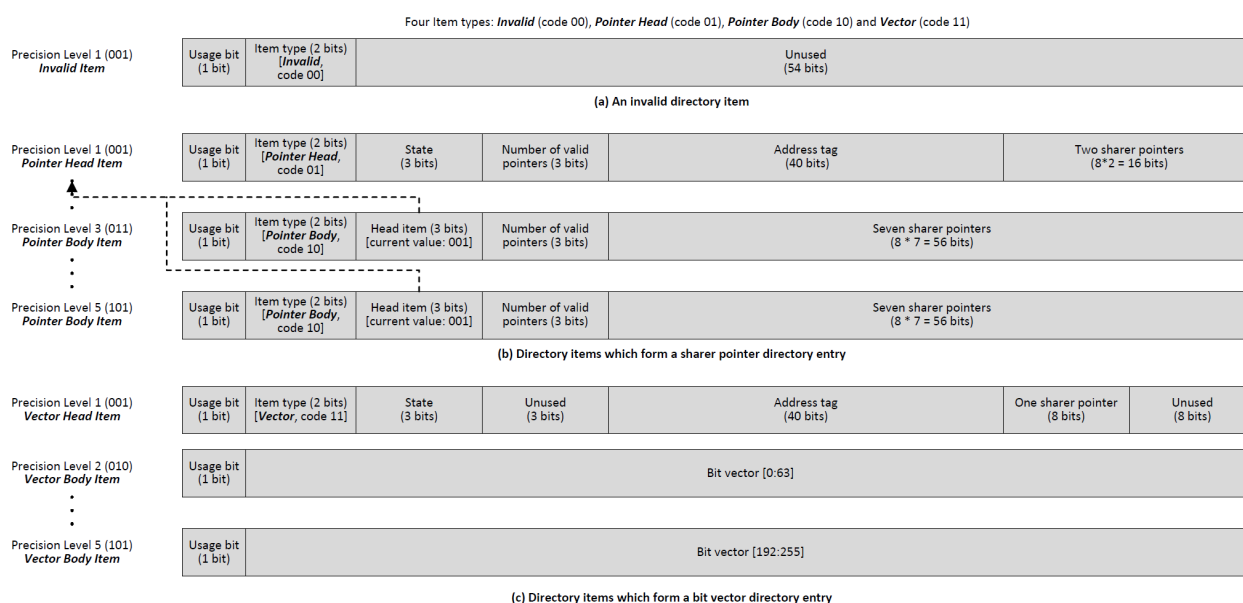 Four Item types: Invalid (code 00), Pointer Head (code 01), Pointer Body (code 10) and Vector (code 11)
Precision Level 1 (001)
Invalid Item
Usage bit
(1 bit)
Item type (2 bits)
[Invalid,
code 00]
Unused
(54 bits)
(a) An invalid directory item
Precision Level 1 (001)
Pointer Head Item
Usage bit
(1 bit)
Item type (2 bits)
[Pointer Head,
code 01]
State
(3 bits)
Number of valid
pointers (3 bits)
Address tag
(40 bits)
Two sharer pointers
(8*2 = 16 bits)
Precision Level 3 (011)
Pointer Body Item
Usage bit
(1 bit)
Item type (2 bits)
[Pointer Body,
code 10]
Head item (3 bits)
[current value: 001]
Number of valid
pointers (3 bits)
Seven sharer pointers
(8 * 7 = 56 bits)
Precision Level 5 (101)
Pointer Body Item
Usage bit
(1 bit)
Item type (2 bits)
[Pointer Body,
code 10]
Head item (3 bits)
[current value: 001]
Number of valid
pointers (3 bits)
Seven sharer pointers
(8 * 7 = 56 bits)
(b) Directory items which form a sharer pointer directory entry
Precision Level 1 (001)
Vector Head Item
Usage bit
(1 bit)
Item type (2 bits)
[Vector, code 11]
State
(3 bits)
Unused
(3 bits)
Address tag
(40 bits)
One sharer pointer
(8 bits)
Unused
(8 bits)
Precision Level 2 (010)
Vector Body Item
Usage bit
(1 bit)
Bit vector [0:63]
Precision Level 5 (101)
Vector Body Item
Usage bit
(1 bit)
Bit vector [192:255]
(c) Directory items which form a bit vector directory entry